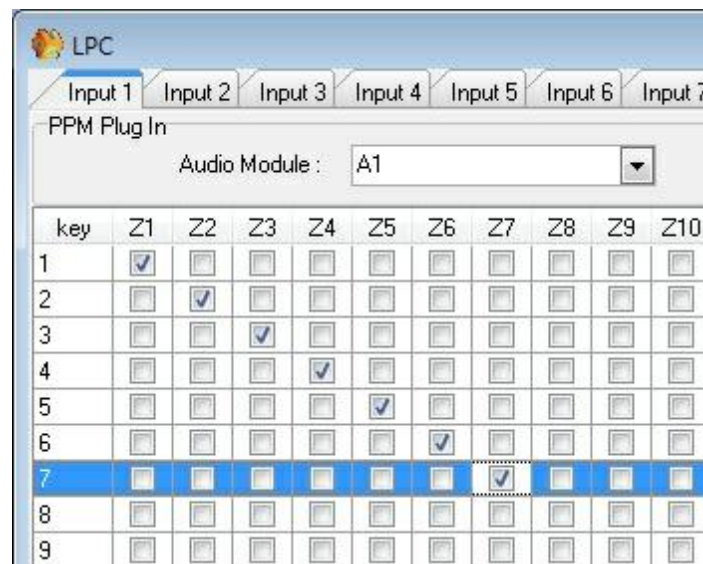 LPC
Input 1 Input 2 Input 3 Input 4 Input 5 Input 6 Input 7
PPM Plug In
Audio Module : A1
key Z1 Z2 Z3 Z4 Z5 Z6 Z7 Z8 Z9 Z10
1
2
3
4
5
6
7
8
9